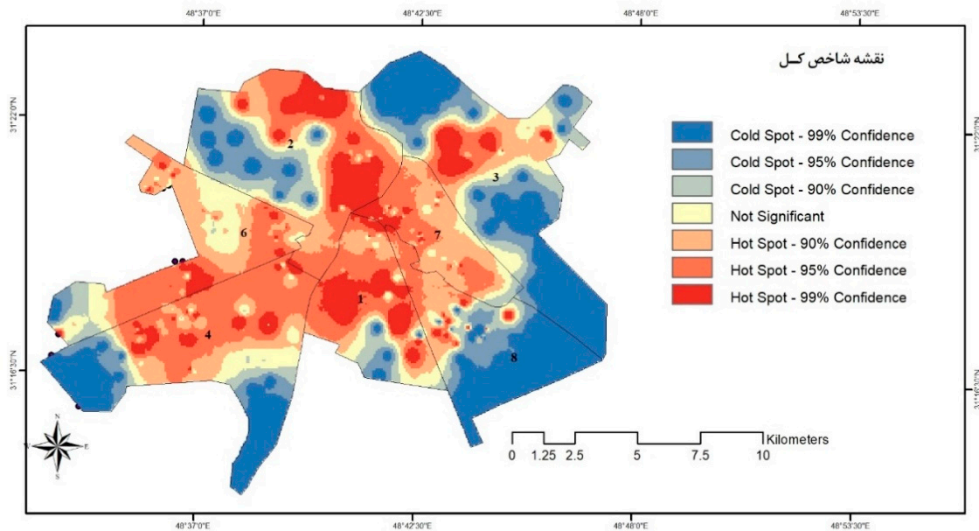 48°37'0"E 48°42'30"E 48°48'0"E 48°53'30"E
نقشه شاخص کل
31°22'0"N
Cold Spot - 99% Confidence
Cold Spot - 95% Confidence
Cold Spot - 90% Confidence
Not Significant
Hot Spot - 90% Confidence
Hot Spot - 95% Confidence
Hot Spot - 99% Confidence
2
3
6
7
1
4
8
31°16'30"N
N
E
S
Kilometers
0 1.25 2.5 5 7.5 10
48°37'0"E 48°42'30"E 48°48'0"E 48°53'30"E